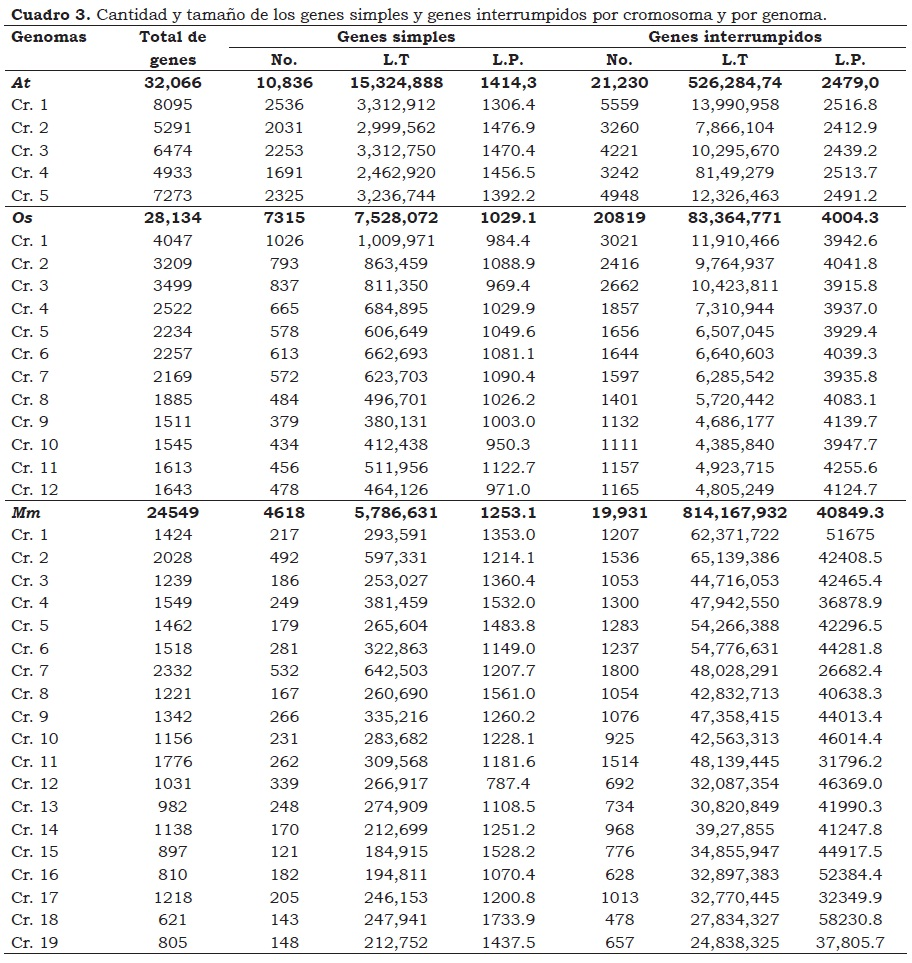 Cuadro 3. Cantidad y tamaño de los genes simples y genes interrumpidos por cromosoma y por genoma.
Genomas Total de genes Genes simples Genes interrumpidos
No. L.T L.P. No. L.T. L.P.
At 32,066 10,836 15,324,888 1414,3 21,230 526,284,74 2479,0
Cr. 1 8095 2536 3,312,912 1306.4 5559 13,990,958 2516.8
Cr. 2 5291 2031 2,999,562 1476.9 3260 7,866,104 2412.9
Cr. 3 6474 2253 3,312,750 1470.4 4221 10,295,670 2439.2
Cr. 4 4933 1691 2,462,920 1456.5 3242 81,49,279 2513.7
Cr. 5 7273 2325 3,236,744 1392.2 4948 12,326,463 2491.2
Os 28,134 7315 7,528,072 1029.1 20819 83,364,771 4004.3
Cr. 1 4047 1026 1,009,971 984.4 3021 11,910,466 3942.6
Cr. 2 3209 793 863,459 1088.9 2416 9,764,937 4041.8
Cr. 3 3499 837 811,350 969.4 2662 10,423,811 3915.8
Cr. 4 2522 665 684,895 1029.9 1857 7,310,944 3937.0
Cr. 5 2234 578 606,649 1049.6 1656 6,507,045 3929.4
Cr. 6 2257 613 662,693 1081.1 1644 6,640,603 4039.3
Cr. 7 2169 572 623,703 1090.4 1597 6,285,542 3935.8
Cr. 8 1885 484 496,701 1026.2 1401 5,720,442 4083.1
Cr. 9 1511 379 380,131 1003.0 1132 4,686,177 4139.7
Cr. 10 1545 434 412,438 950.3 1111 4,385,840 3947.7
Cr. 11 1613 456 511,956 1122.7 1157 4,923,715 4255.6
Cr. 12 1643 478 464,126 971.0 1165 4,805,249 4124.7
Mm 24549 4618 5,786,631 1253.1 19,931 814,167,932 40849.3
Cr. 1 1424 217 293,591 1353.0 1207 62,371,722 51675
Cr. 2 2028 492 597,331 1214.1 1536 65,139,386 42408.5
Cr. 3 1239 186 253,027 1360.4 1053 44,716,053 42465.4
Cr. 4 1549 249 381,459 1532.0 1300 47,942,550 36878.9
Cr. 5 1462 179 265,604 1483.8 1283 54,266,388 42296.5
Cr. 6 1518 281 322,863 1149.0 1237 54,776,631 44281.8
Cr. 7 2332 532 642,503 1207.7 1800 48,028,291 26682.4
Cr. 8 1221 167 260,690 1561.0 1054 42,832,713 40638.3
Cr. 9 1342 266 335,216 1260.2 1076 47,358,415 44013.4
Cr. 10 1156 231 283,682 1228.1 925 42,563,313 46014.4
Cr. 11 1776 262 309,568 1181.6 1514 48,139,445 31796.2
Cr. 12 1031 339 266,917 787.4 692 32,087,354 46369.0
Cr. 13 982 248 274,909 1108.5 734 30,820,849 41990.3
Cr. 14 1138 170 212,699 1251.2 968 39,27,855 41247.8
Cr. 15 897 121 184,915 1528.2 776 34,855,947 44917.5
Cr. 16 810 182 194,811 1070.4 628 32,897,383 52384.4
Cr. 17 1218 205 246,153 1200.8 1013 32,770,445 32349.9
Cr. 18 621 143 247,941 1733.9 478 27,834,327 58230.8
Cr. 19 805 148 212,752 1437.5 657 24,838,325 37,805.7